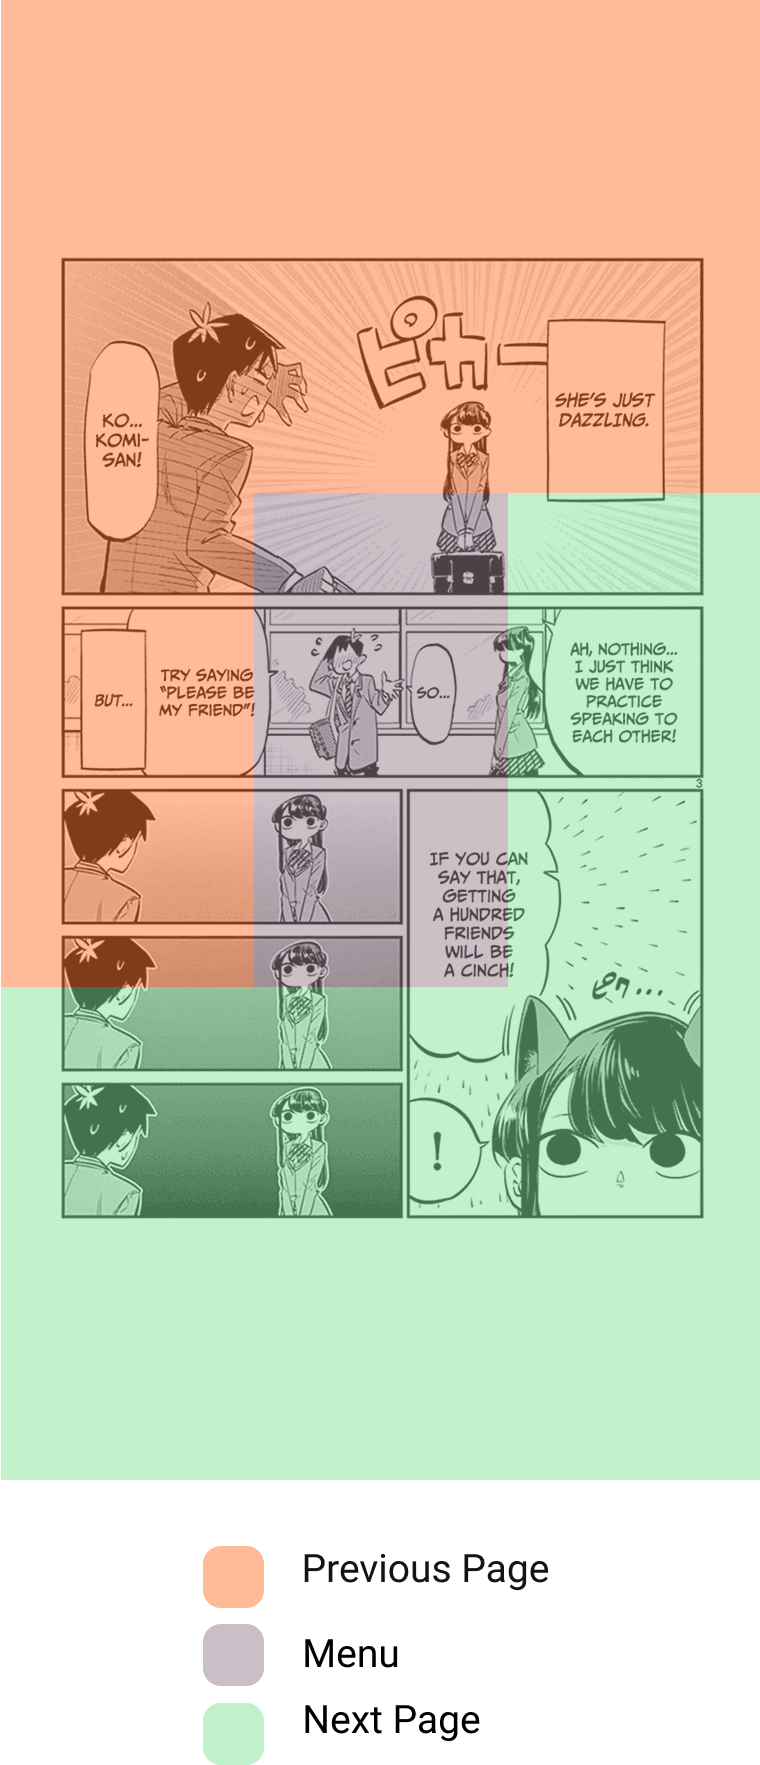 ピカー
SHE'S JUST
DAZZLING.
KO...
KOMI-
SAN!
AH, NOTHING...
I JUST THINK
WE HAVE TO
PRACTICE
SPEAKING TO
EACH OTHER!
SO...
TRY SAYING
"PLEASE BE
MY FRIEND"!
BUT...
3
IF YOU CAN
SAY THAT,
GETTING
A HUNDRED
FRIENDS
WILL BE
A CINCH!
ピク...
!
Previous Page
Menu
Next Page